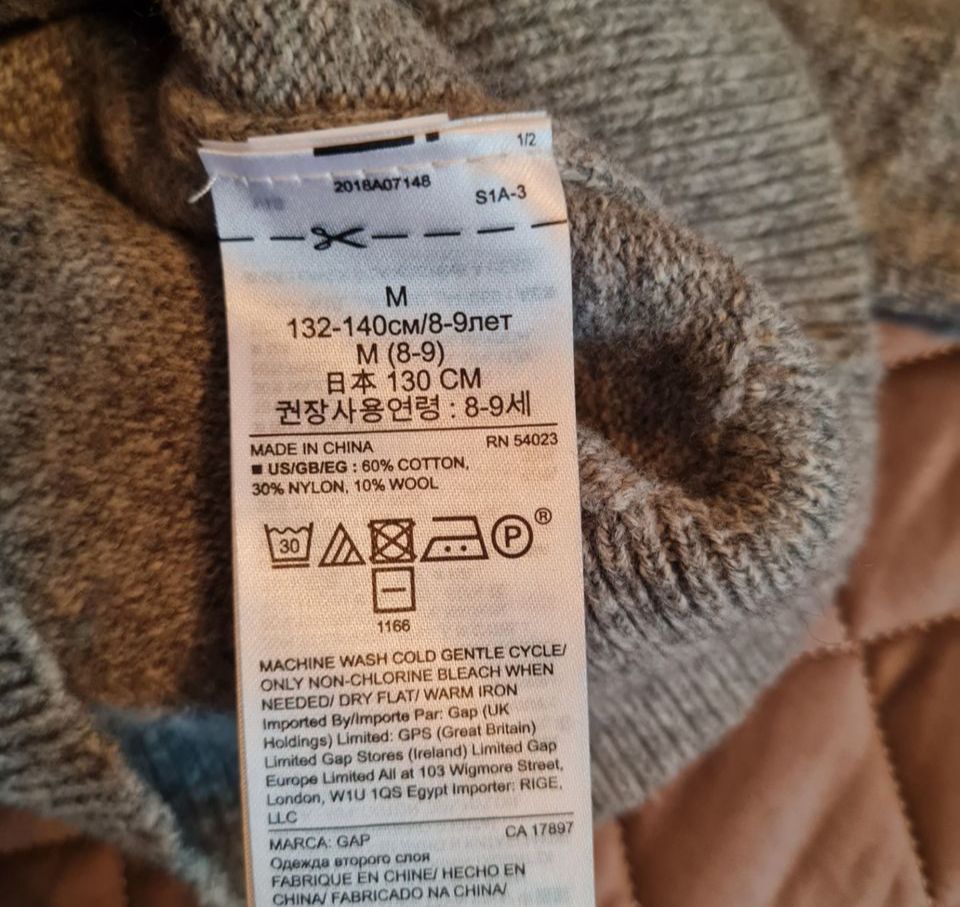 1/2
2018A07148
S1A-3
M
132-140см/8-9лет
M (8-9)
日本 130 CM
권장사용연령 : 8-9세
MADE IN CHINA
RN 54023
■ US/GB/EG : 60% COTTON,
30% NYLON, 10% WOOL
30
P
®
1166
MACHINE WASH COLD GENTLE CYCLE/
ONLY NON-CHLORINE BLEACH WHEN
NEEDED/ DRY FLAT/ WARM IRON
Imported By/Importe Par: Gap (UK
Holdings) Limited: GPS (Great Britain)
Limited Gap Stores (Ireland) Limited Gap
Europe Limited All at 103 Wigmore Street,
London, W1U 1QS Egypt Importer: RIGE,
LLC
MARCA: GAP
CA 17897
Одежда второго слоя
FABRIQUE EN CHINE/ HECHO EN
CHINA/ FABRICADO NA CHINA/